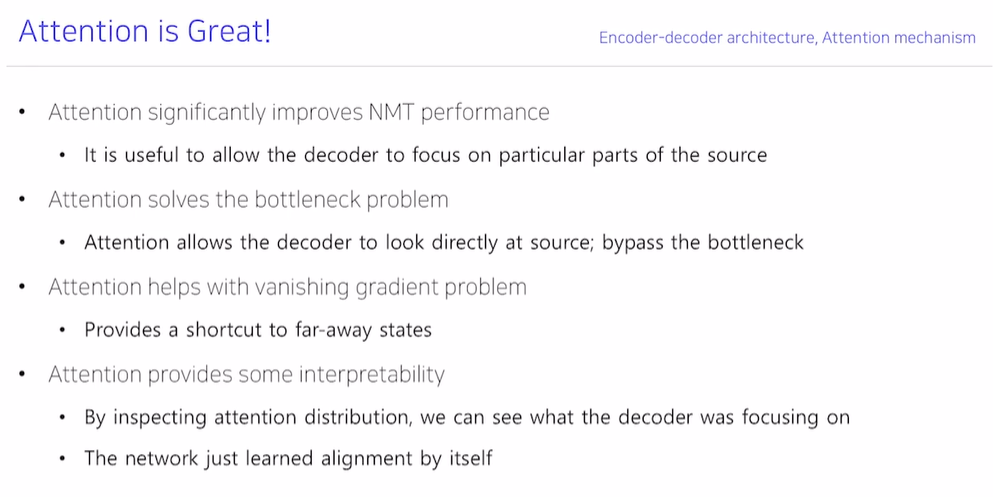 Attention is Great!
Encoder-decoder architecture, Attention mechanism
• Attention significantly improves NMT performance
• It is useful to allow the decoder to focus on particular parts of the source
• Attention solves the bottleneck problem
• Attention allows the decoder to look directly at source; bypass the bottleneck
• Attention helps with vanishing gradient problem
• Provides a shortcut to far-away states
• Attention provides some interpretability
• By inspecting attention distribution, we can see what the decoder was focusing on
• The network just learned alignment by itself